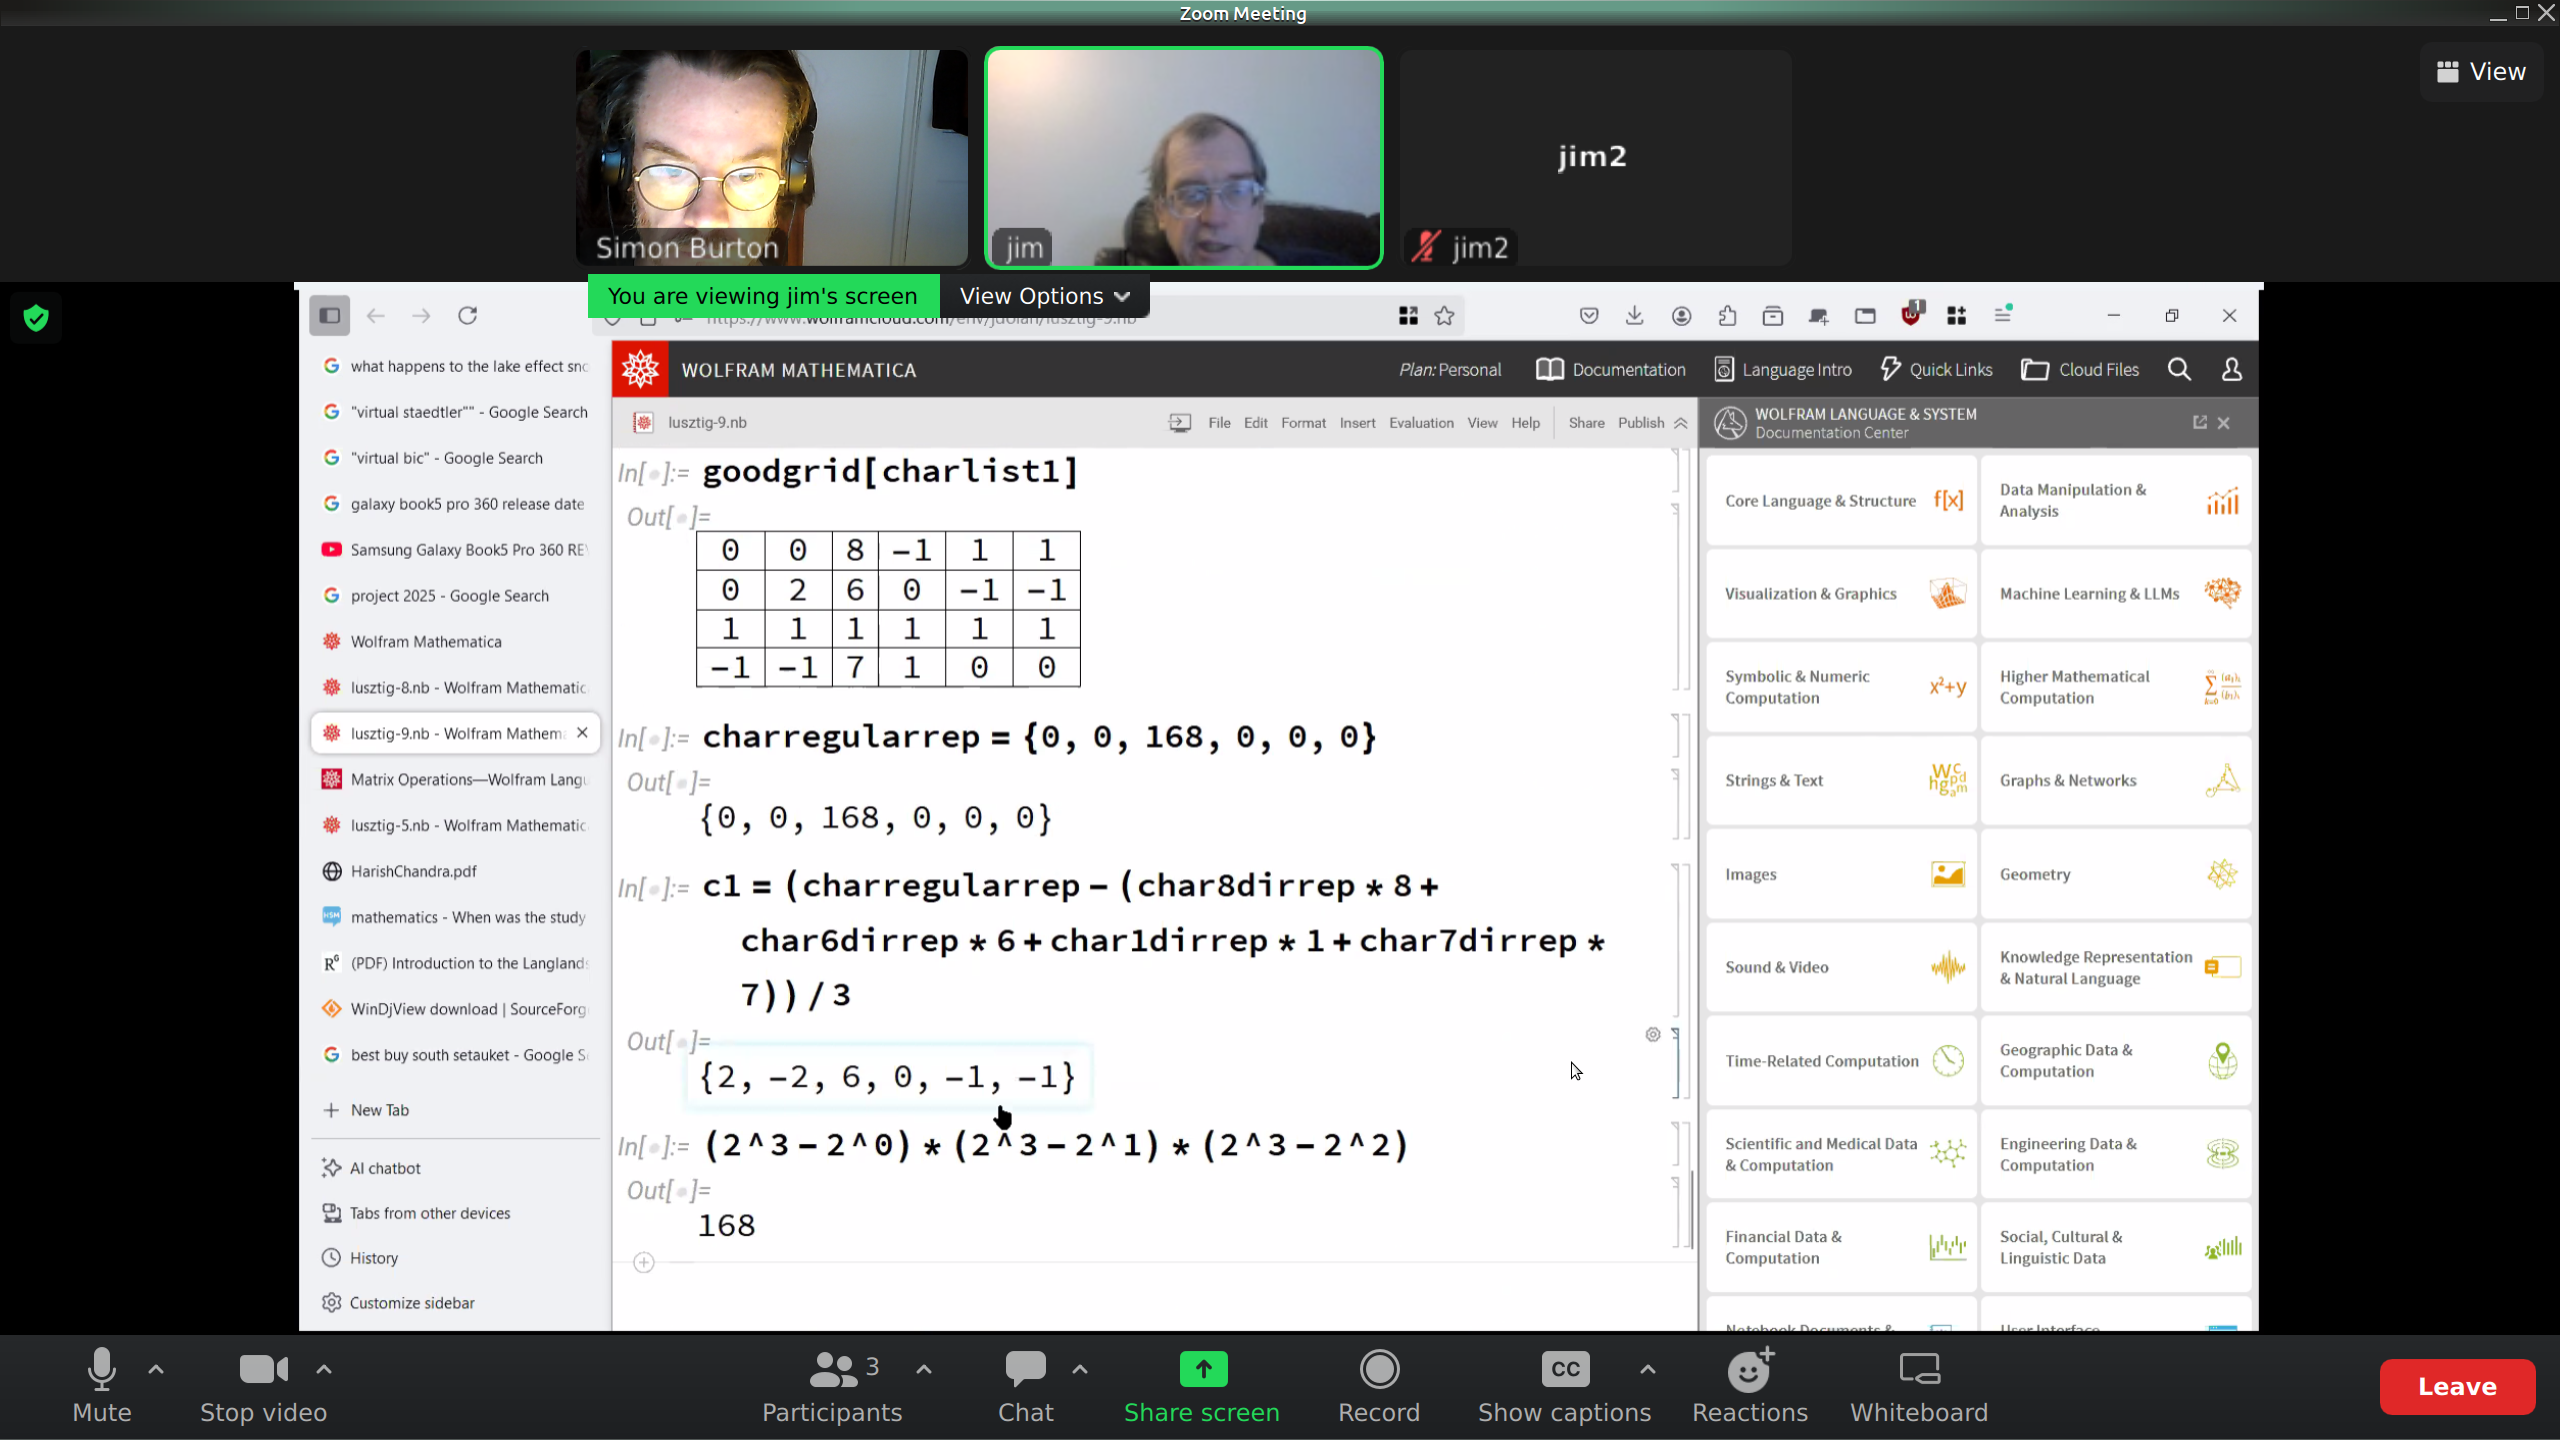 Zoom Meeting
View
Simon Burton
jim
jim2
jim2
You are viewing jim's screen
View Options
https://www.wolframcloud.com/env/jdolan/lusztig-9.nb
1
what happens to the lake effect sno
"virtual staedtler"" - Google Search
"virtual bic" - Google Search
galaxy book5 pro 360 release date
Samsung Galaxy Book5 Pro 360 RE
project 2025 - Google Search
Wolfram Mathematica
lusztig-8.nb - Wolfram Mathematic
lusztig-9.nb - Wolfram Mathem
Matrix Operations—Wolfram Langu
lusztig-5.nb - Wolfram Mathematic
HarishChandra.pdf
mathematics - When was the study
(PDF) Introduction to the Langlands
WinDjView download | SourceForg
best buy south setauket - Google S
New Tab
AI chatbot
Tabs from other devices
History
Customize sidebar
WOLFRAM MATHEMATICA
Plan: Personal
Documentation
Language Intro
Quick Links
Cloud Files
lusztig-9.nb
File Edit Format Insert Evaluation View Help
Share Publish
In[ ]:= goodgrid[charlist1]
Out[ ]=
0 0 8 −1 1 1
0 2 6 0 −1 −1
1 1 1 1 1 1
−1 −1 7 1 0 0
In[ ]:= charregularrep = {0, 0, 168, 0, 0, 0}
Out[ ]=
{0, 0, 168, 0, 0, 0}
In[ ]:= c1 = (charregularrep − (char8dirrep * 8 +
char6dirrep * 6 + char1dirrep * 1 + char7dirrep *
7)) / 3
Out[ ]=
{2, −2, 6, 0, −1, −1}
In[ ]:= (2^3 − 2^0) * (2^3 − 2^1) * (2^3 − 2^2)
Out[ ]=
168
WOLFRAM LANGUAGE & SYSTEM
Documentation Center
Core Language & Structure
f[x]
Data Manipulation &
Analysis
Visualization & Graphics
Machine Learning & LLMs
Symbolic & Numeric
Computation
x²+y
Higher Mathematical
Computation
Strings & Text
Graphs & Networks
Images
Geometry
Sound & Video
Knowledge Representation
& Natural Language
Time-Related Computation
Geographic Data &
Computation
Scientific and Medical Data
& Computation
Engineering Data &
Computation
Financial Data &
Computation
Social, Cultural &
Linguistic Data
Notebook Documents &
User Interface
Mute
Stop video
Participants
3
Chat
Share screen
Record
CC
Show captions
Reactions
Whiteboard
Leave